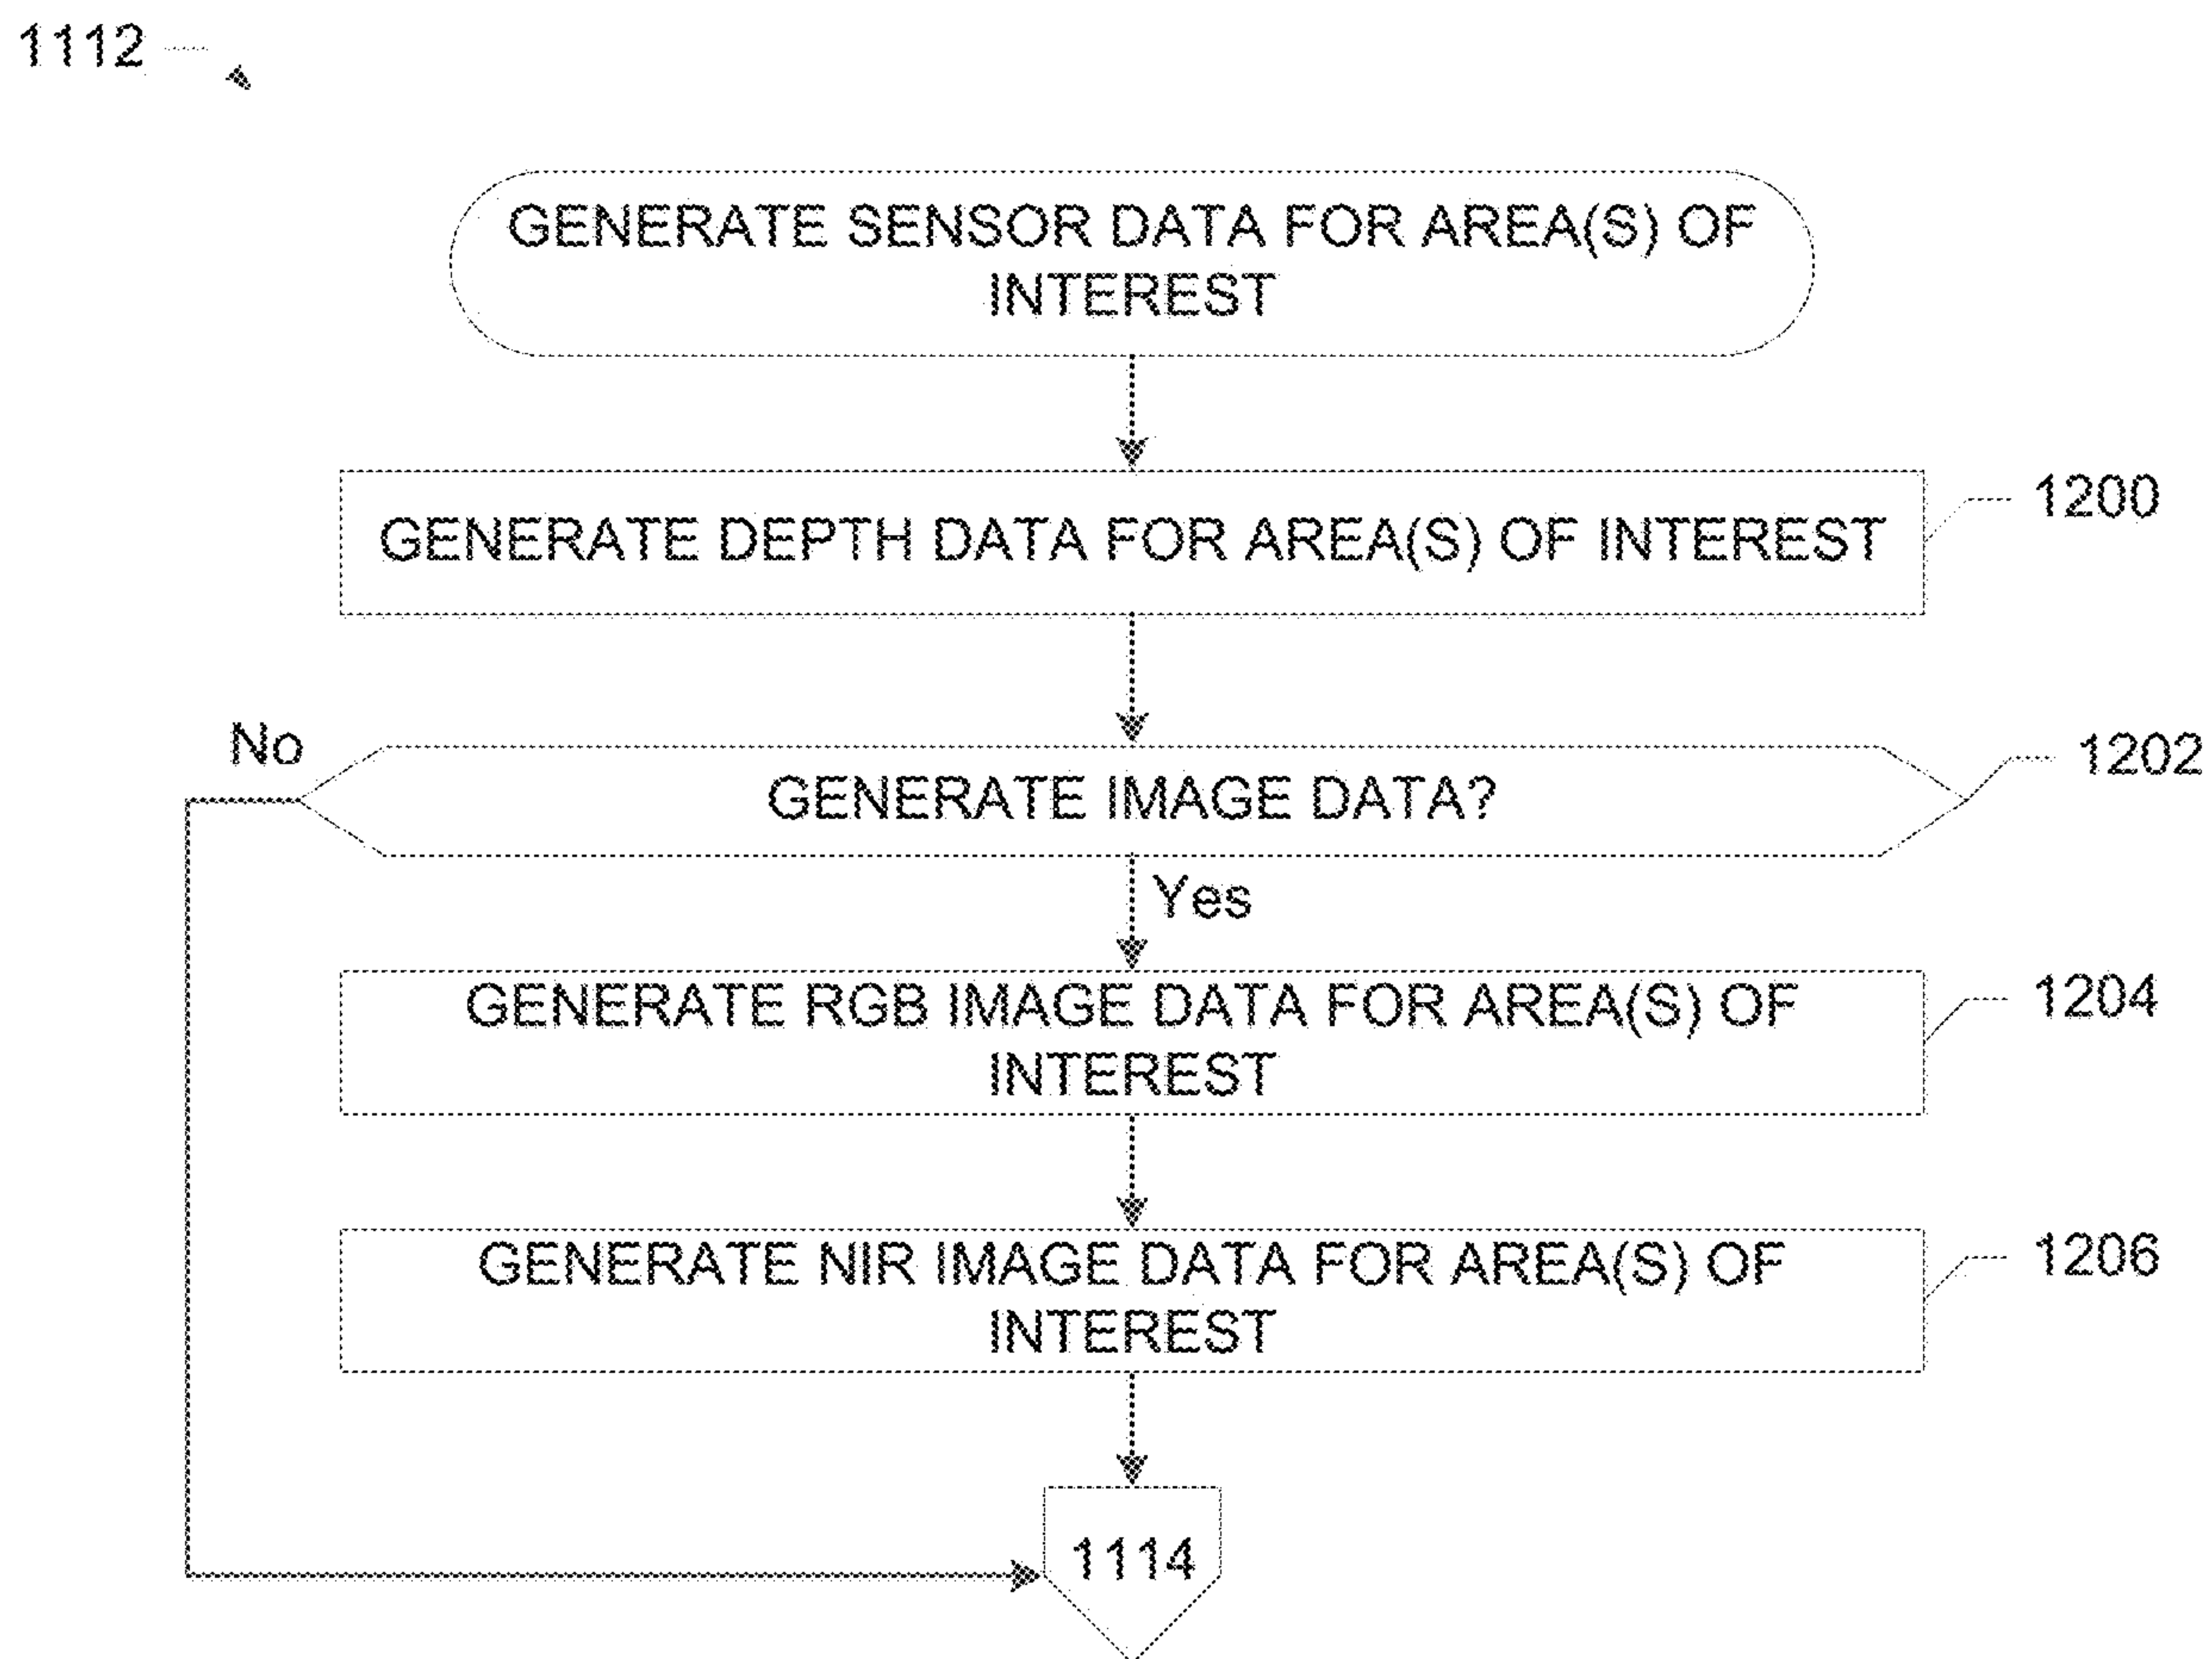 1112
GENERATE SENSOR DATA FOR AREA(S) OF
INTEREST
GENERATE DEPTH DATA FOR AREA(S) OF INTEREST
1200
No
GENERATE IMAGE DATA?
1202
Yes
GENERATE RGB IMAGE DATA FOR AREA(S) OF
INTEREST
1204
GENERATE NIR IMAGE DATA FOR AREA(S) OF
INTEREST
1206
1114